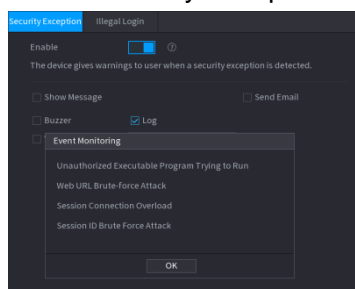 Security Exception Illegal Login
Enable
The device gives warnings to user when a security exception is detected.
Show Message Send Email
Buzzer Log
Event Monitoring
Unauthorized Executable Program Trying to Run
Web URL Brute-force Attack
Session Connection Overload
Session ID Brute Force Attack
OK